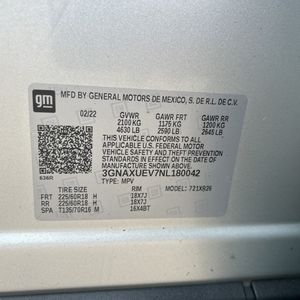 gm
MFD BY GENERAL MOTORS DE MEXICO, S. DE R.L. DE C.V.
02/22 GVWR GAWR FRT GAWR RR
2100 KG 1175 KG 1200 KG
4630 LB 2590 LB 2645 LB
THIS VEHICLE CONFORMS TO ALL
APPLICABLE U.S. FEDERAL MOTOR
VEHICLE SAFETY AND THEFT
PREVENTION STANDARDS IN EFFECT
ON THE DATE OF MANUFACTURE
SHOWN ABOVE.
636R
3GNAXUEV7NL180042
TYPE: MPV MODEL:
TIRE SIZE RIM
FRT 225/60R18 H 18X7J
RR 225/60R18 H 18X7J
SPA T135/70R16 M 16X4BT